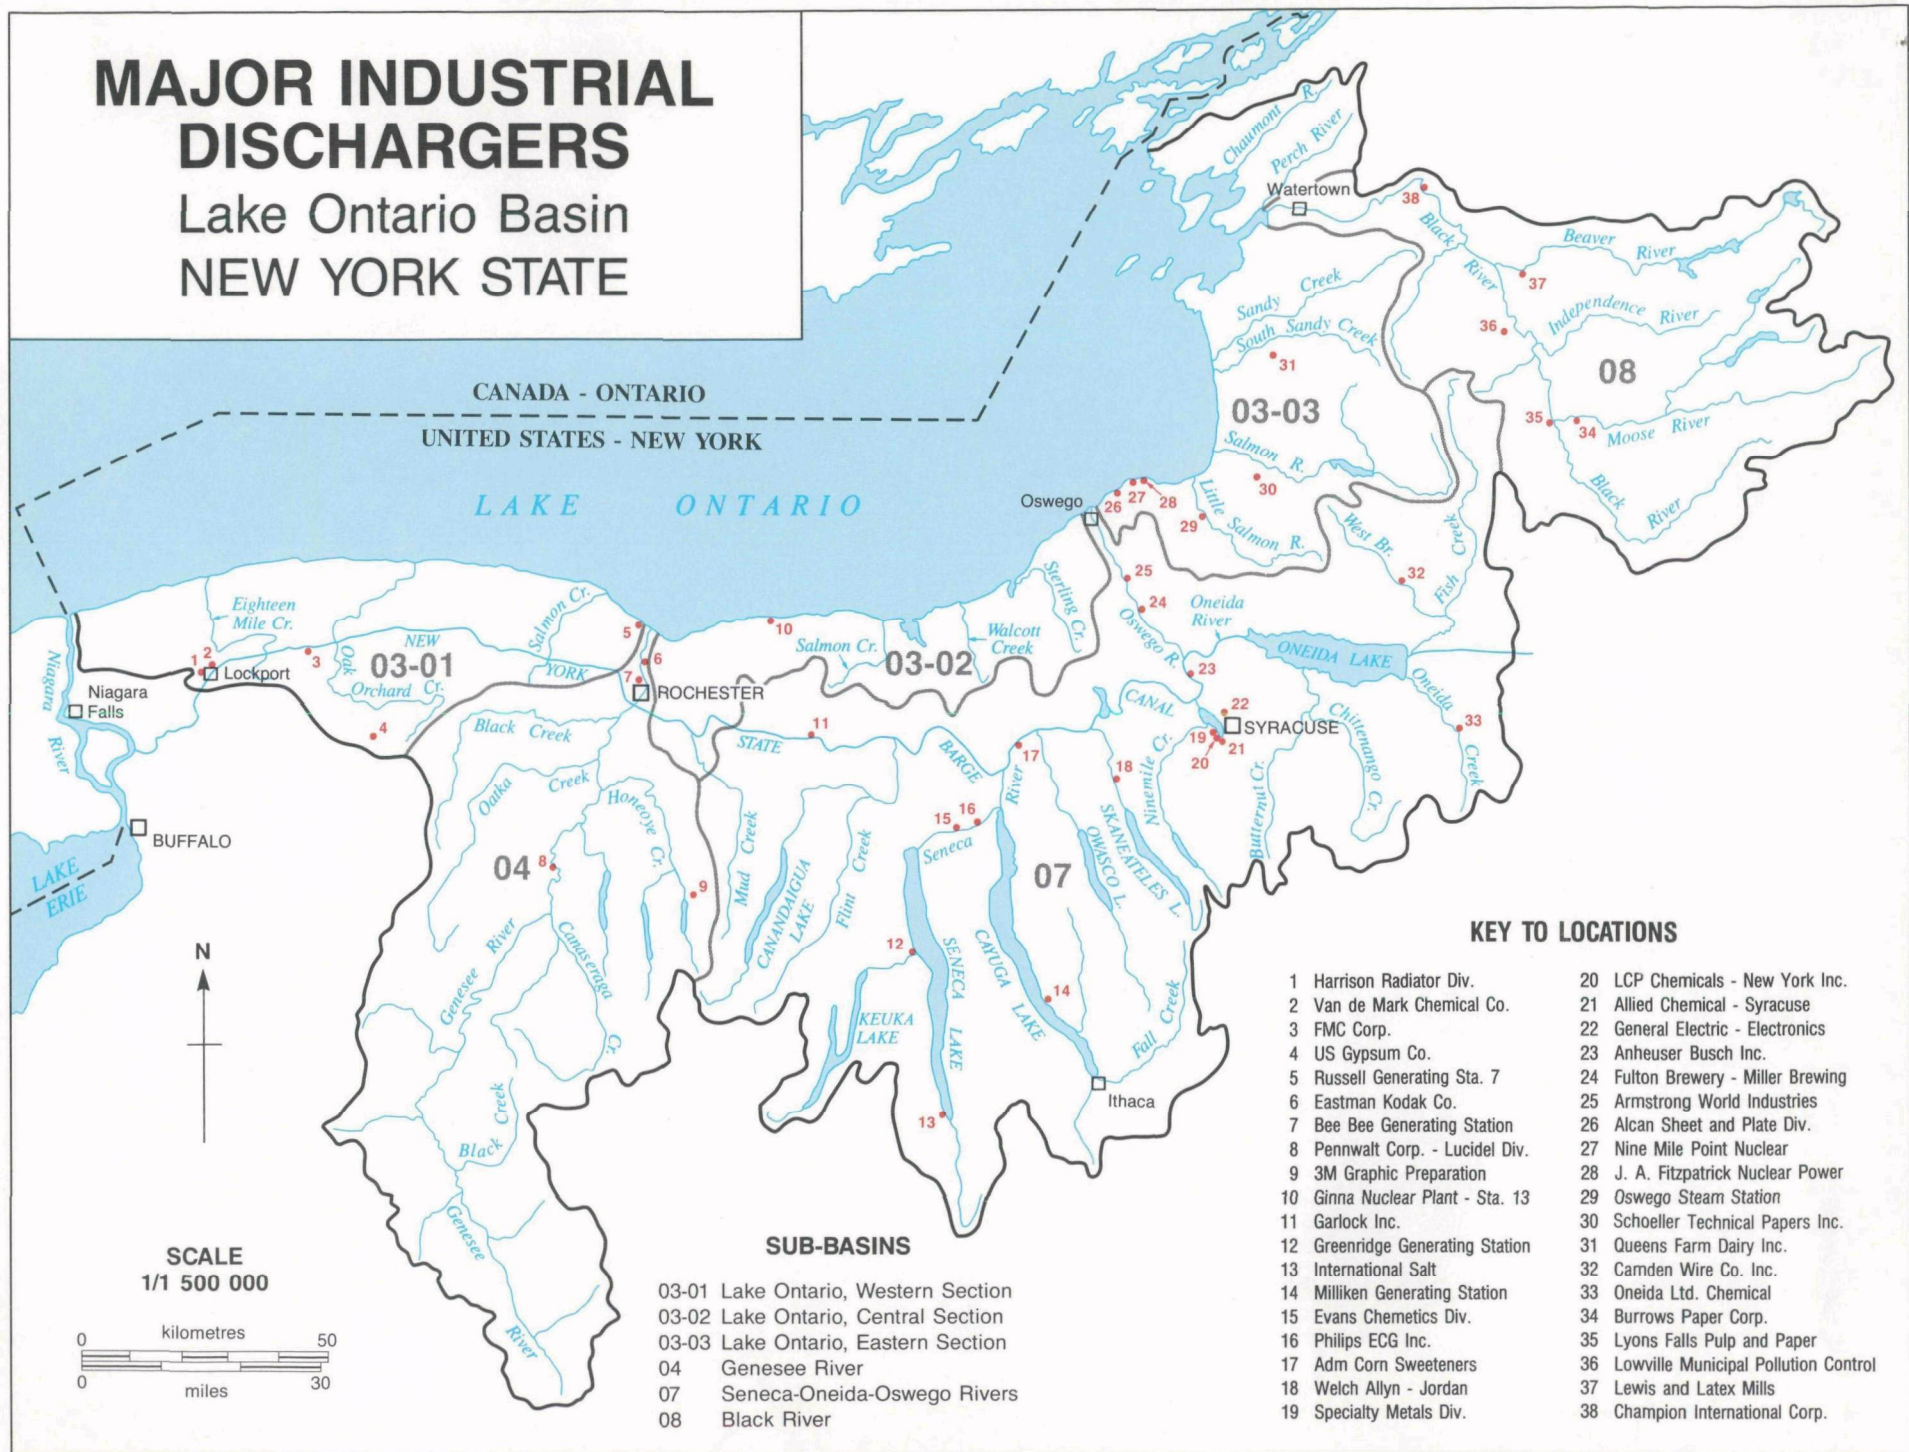 MAJOR INDUSTRIAL
DISCHARGERS
Lake Ontario Basin
NEW YORK STATE
CANADA - ONTARIO
UNITED STATES - NEW YORK
LAKE ONTARIO
Chaumont R.
Perch River
Watertown
38
Black River
Beaver River
37
Independence River
36
08
Sandy Creek
South Sandy Creek
31
03-03
35
34
Moose River
Black River
Salmon R.
30
Oswego
26
27
28
29
Little Salmon R.
West Br.
Fish Creek
32
25
24
Oswego R.
Oneida
River
ONEIDA LAKE
23
Oneida Creek
33
Eighteen
Mile Cr.
1
2
3
Lockport
NEW YORK STATE BARGE CANAL
Oak Orchard Cr.
03-01
4
Salmon Cr.
5
6
7
ROCHESTER
10
Salmon Cr.
03-02
Walcott
Creek
Sterling Cr.
Niagara River
Niagara
Falls
BUFFALO
LAKE
ERIE
Black Creek
Oatka Creek
Honeoye Cr.
11
17
River
22
SYRACUSE
19
20
21
18
Ninemile Cr.
Butternut Cr.
Chittenango Cr.
04
8
9
Mud Creek
CANANDAIGUA
LAKE
Flint Creek
15
16
Seneca
07
OWASCO L.
SKANEATELES L.
Genesee River
Canaseraga Cr.
12
SENECA LAKE
CAYUGA LAKE
14
KEUKA
LAKE
Fall Creek
13
Ithaca
Black Creek
Genesee River
N
SCALE
1/1 500 000
0 kilometres 50
0 miles 30
SUB-BASINS
03-01 Lake Ontario, Western Section
03-02 Lake Ontario, Central Section
03-03 Lake Ontario, Eastern Section
04 Genesee River
07 Seneca-Oneida-Oswego Rivers
08 Black River
KEY TO LOCATIONS
1 Harrison Radiator Div.
2 Van de Mark Chemical Co.
3 FMC Corp.
4 US Gypsum Co.
5 Russell Generating Sta. 7
6 Eastman Kodak Co.
7 Bee Bee Generating Station
8 Pennwalt Corp. - Lucidel Div.
9 3M Graphic Preparation
10 Ginna Nuclear Plant - Sta. 13
11 Garlock Inc.
12 Greenridge Generating Station
13 International Salt
14 Milliken Generating Station
15 Evans Chemetics Div.
16 Philips ECG Inc.
17 Adm Corn Sweeteners
18 Welch Allyn - Jordan
19 Specialty Metals Div.
20 LCP Chemicals - New York Inc.
21 Allied Chemical - Syracuse
22 General Electric - Electronics
23 Anheuser Busch Inc.
24 Fulton Brewery - Miller Brewing
25 Armstrong World Industries
26 Alcan Sheet and Plate Div.
27 Nine Mile Point Nuclear
28 J. A. Fitzpatrick Nuclear Power
29 Oswego Steam Station
30 Schoeller Technical Papers Inc.
31 Queens Farm Dairy Inc.
32 Camden Wire Co. Inc.
33 Oneida Ltd. Chemical
34 Burrows Paper Corp.
35 Lyons Falls Pulp and Paper
36 Lowville Municipal Pollution Control
37 Lewis and Latex Mills
38 Champion International Corp.